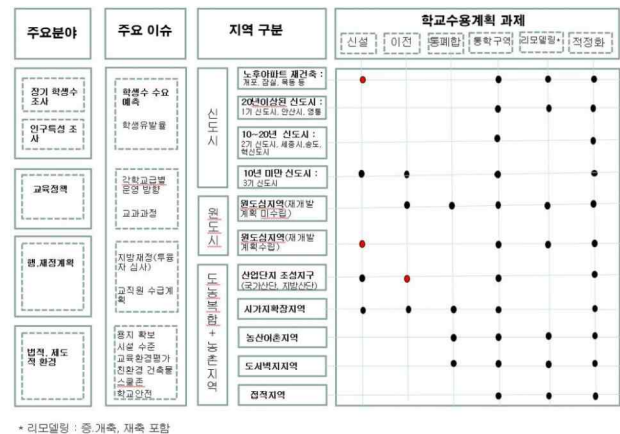 주요분야
주요 이슈
지역 구분
학교수용계획 과제
신설
이전
통폐합
통학구역
리모델링*
적정화
장기 학생수
조사
인구특성 조
사
교육정책
행.재정계획
법적, 제도
적 환경
학생수 수요
예측
학생유발율
각학교급별
운영 방향
교과과정
지방재정(투융
자 심사)
교직원 수급계
획
용지 확보
시설 수준
교육환경평가
친환경 건축물
스쿨존
학교안전
신도시
원도시
도농복합+농촌지역
노후아파트 재건축 :
개포, 잠실, 목동 등
20년이상된 신도시 :
1기 신도시, 안산시, 영통
10~20년 신도시 :
2기 신도시, 세종시,송도,
혁신도시
10년 미만 신도시 :
3기 신도시
원도심지역(재개발
계획 미수립)
원도심지역(재개발
계획수립)
산업단지 조성지구
(국가산단, 지방산단)
시가지확장지역
농산어촌지역
도서벽지지역
접적지역
* 리모델링 : 증.개축, 재축 포함